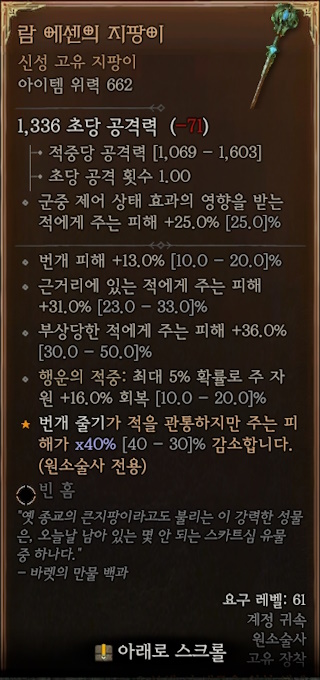 람 에센의 지팡이
신성 고유 지팡이
아이템 위력 662
1,336 초당 공격력 (-71)
적중당 공격력 [1,069 - 1,603]
초당 공격 횟수 1.00
군중 제어 상태 효과의 영향을 받는
적에게 주는 피해 +25.0% [25.0]%
번개 피해 +13.0% [10.0 - 20.0]%
근거리에 있는 적에게 주는 피해
+31.0% [23.0 - 33.0]%
부상당한 적에게 주는 피해 +36.0%
[30.0 - 50.0]%
행운의 적중: 최대 5% 확률로 주 자
원 +16.0% 회복 [10.0 - 20.0]%
번개 줄기가 적을 관통하지만 주는 피
해가 x40% [40 - 30]% 감소합니다.
(원소술사 전용)
빈 홈
"옛 종교의 큰지팡이라고도 불리는 이 강력한 성물
은, 오늘날 남아 있는 몇 안 되는 스카트심 유물
중 하나다."
- 바렛의 만물 백과
요구 레벨: 61
계정 귀속
원소술사
고유 장착
아래로 스크롤